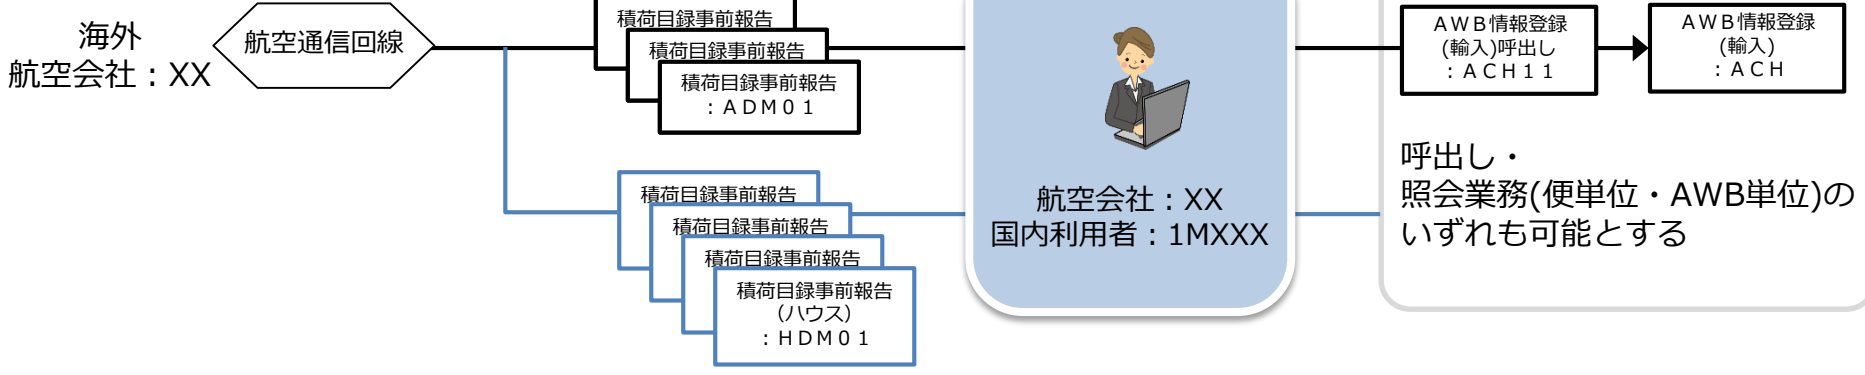 海外
航空会社：XX
航空通信回線
積荷目録事前報告
積荷目録事前報告
積荷目録事前報告
：ＡＤＭ０１
積荷目録事前報告
積荷目録事前報告
積荷目録事前報告
積荷目録事前報告
（ハウス）
：ＨＤＭ０１
航空会社：XX
国内利用者：1MXXX
ＡＷＢ情報登録
(輸入)呼出し
：ＡＣＨ１１
ＡＷＢ情報登録
(輸入)
：ＡＣＨ
呼出し・
照会業務(便単位・AWB単位)の
いずれも可能とする